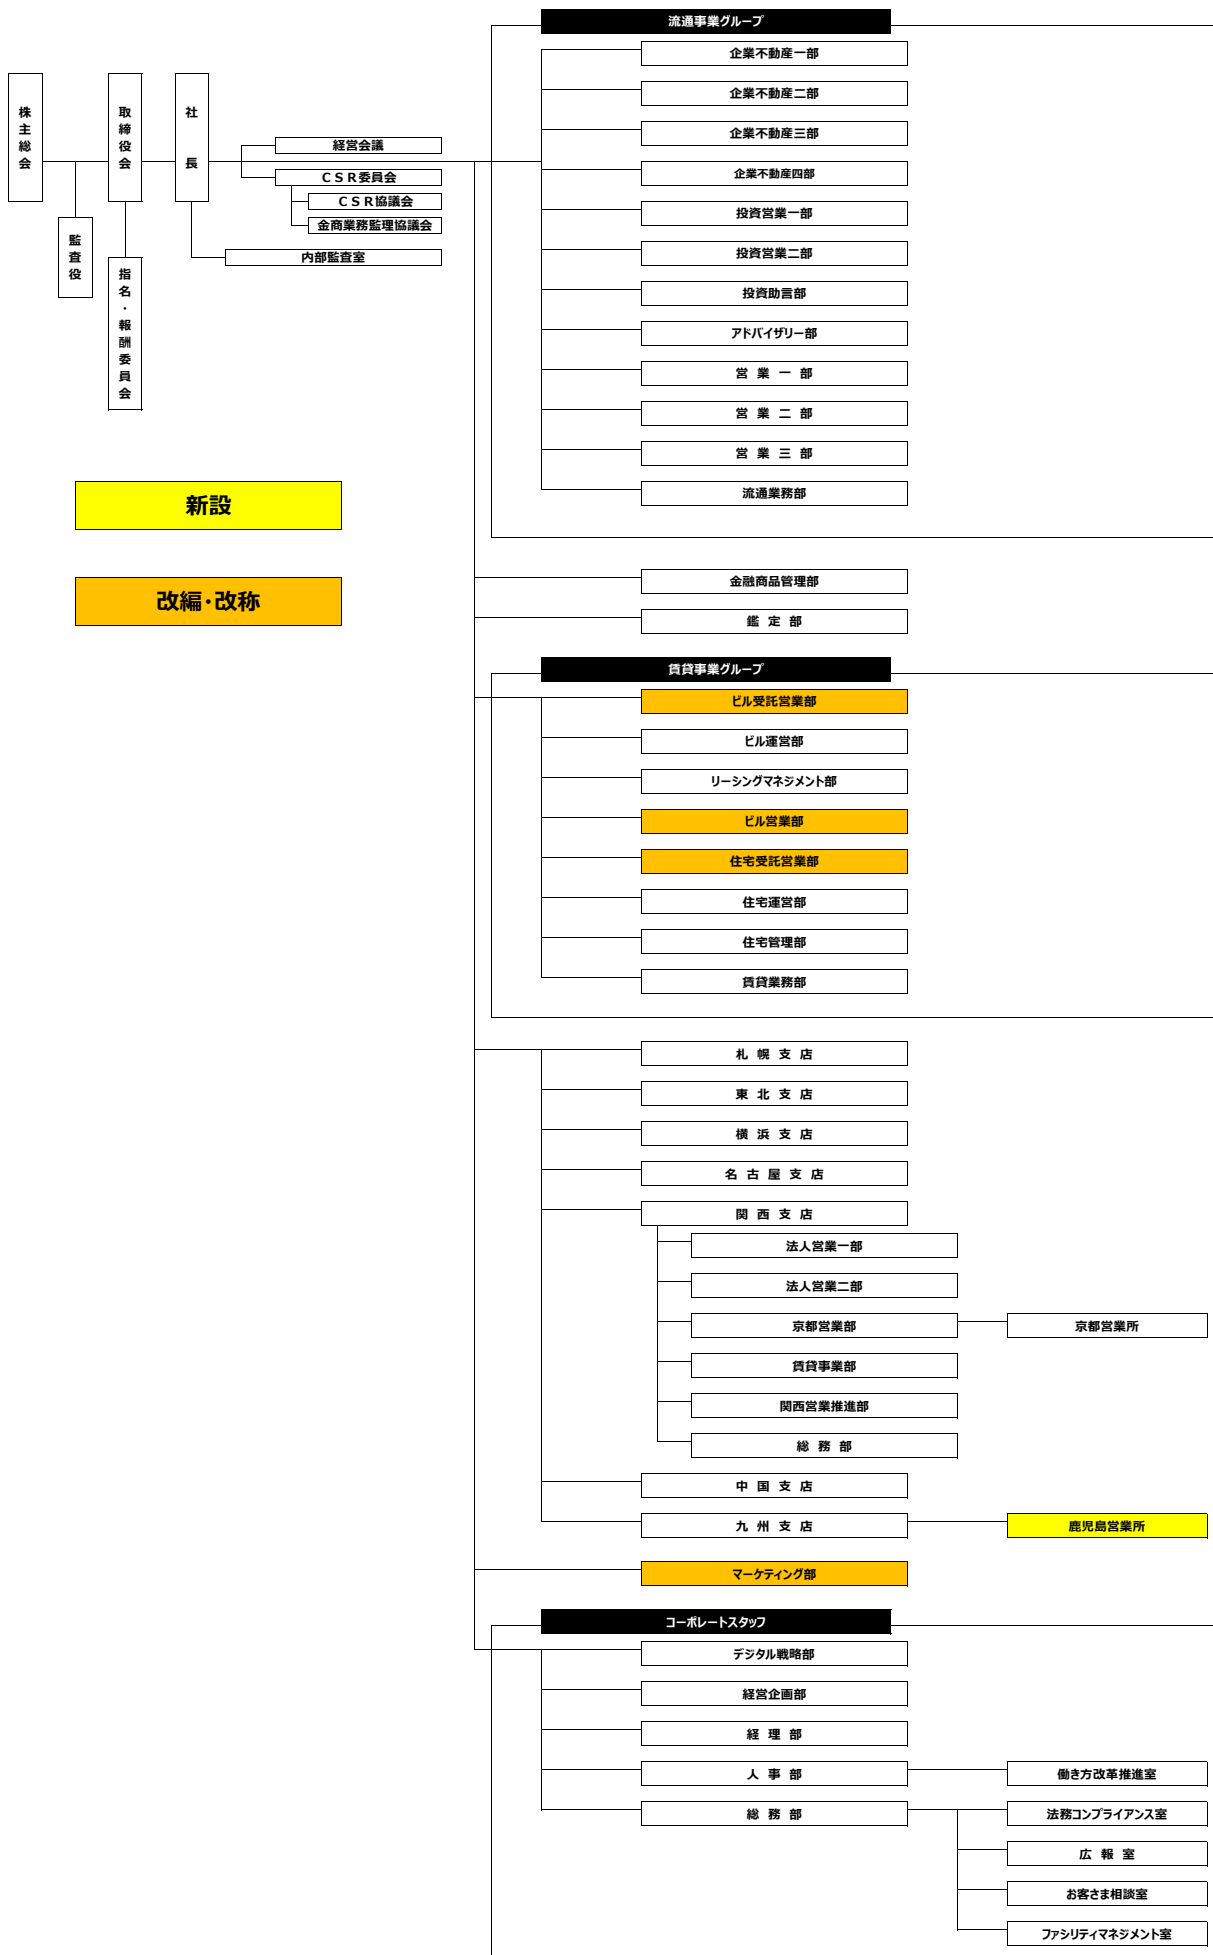 流通事業グループ
企業不動産一部
企業不動産二部
企業不動産三部
企業不動産四部
投資営業一部
投資営業二部
投資助言部
アドバイザリー部
営業一部
営業二部
営業三部
流通業務部
株主総会
取締役会
社長
経営会議
CSR委員会
CSR協議会
金商業務監理協議会
内部監査室
監査役
指名・報酬委員会
新設
改編・改称
金融商品管理部
鑑定部
賃貸事業グループ
ビル受託営業部
ビル運営部
リーシングマネジメント部
ビル営業部
住宅受託営業部
住宅運営部
住宅管理部
賃貸業務部
札幌支店
東北支店
横浜支店
名古屋支店
関西支店
法人営業一部
法人営業二部
京都営業部
京都営業所
賃貸事業部
関西営業推進部
総務部
中国支店
九州支店
鹿児島営業所
マーケティング部
コーポレートスタッフ
デジタル戦略部
経営企画部
経理部
人事部
働き方改革推進室
総務部
法務コンプライアンス室
広報室
お客さま相談室
ファシリティマネジメント室